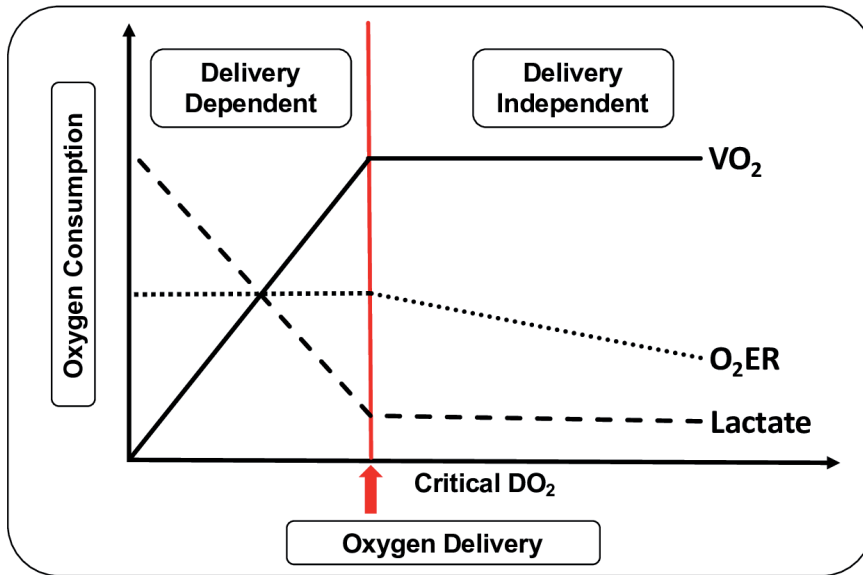 Delivery
Dependent
Delivery
Independent
Oxygen Consumption
VO₂
O₂ER
Lactate
Critical DO₂
Oxygen Delivery